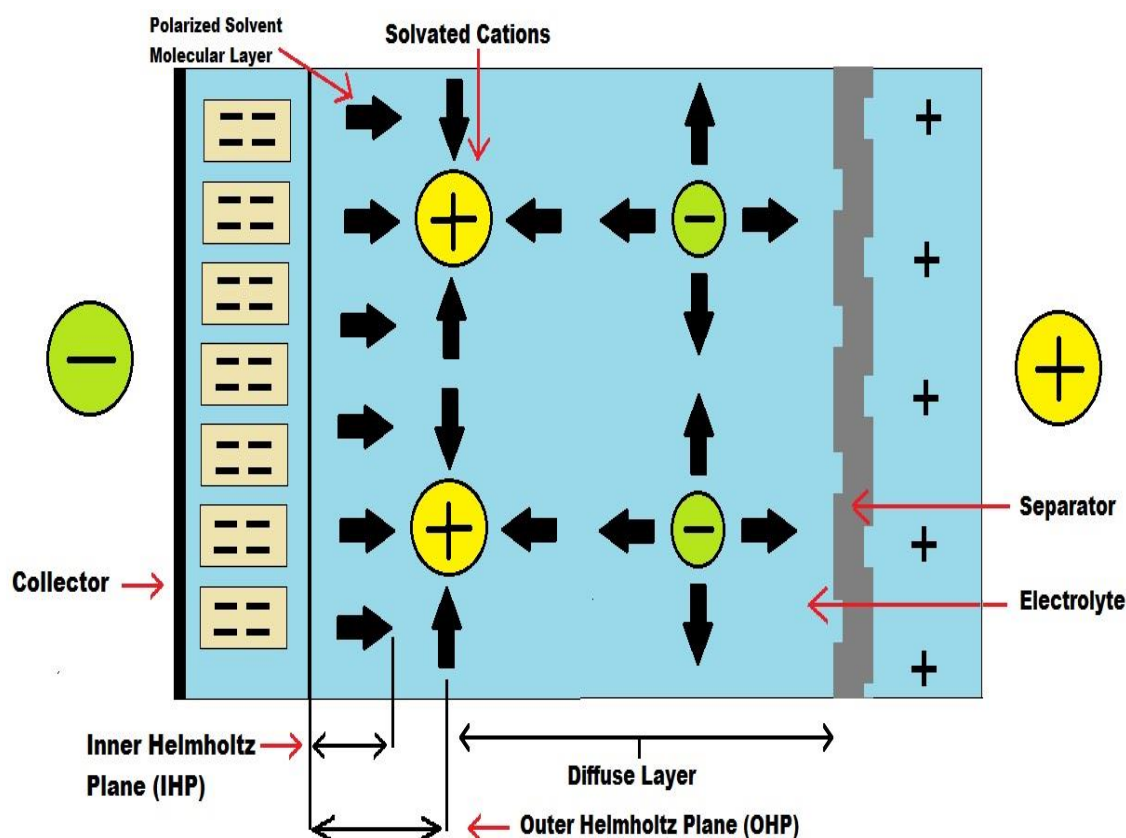 Polarized Solvent
Molecular Layer
Solvated Cations
Collector
Separator
Electrolyte
Inner Helmholtz
Plane (IHP)
Diffuse Layer
Outer Helmholtz Plane (OHP)